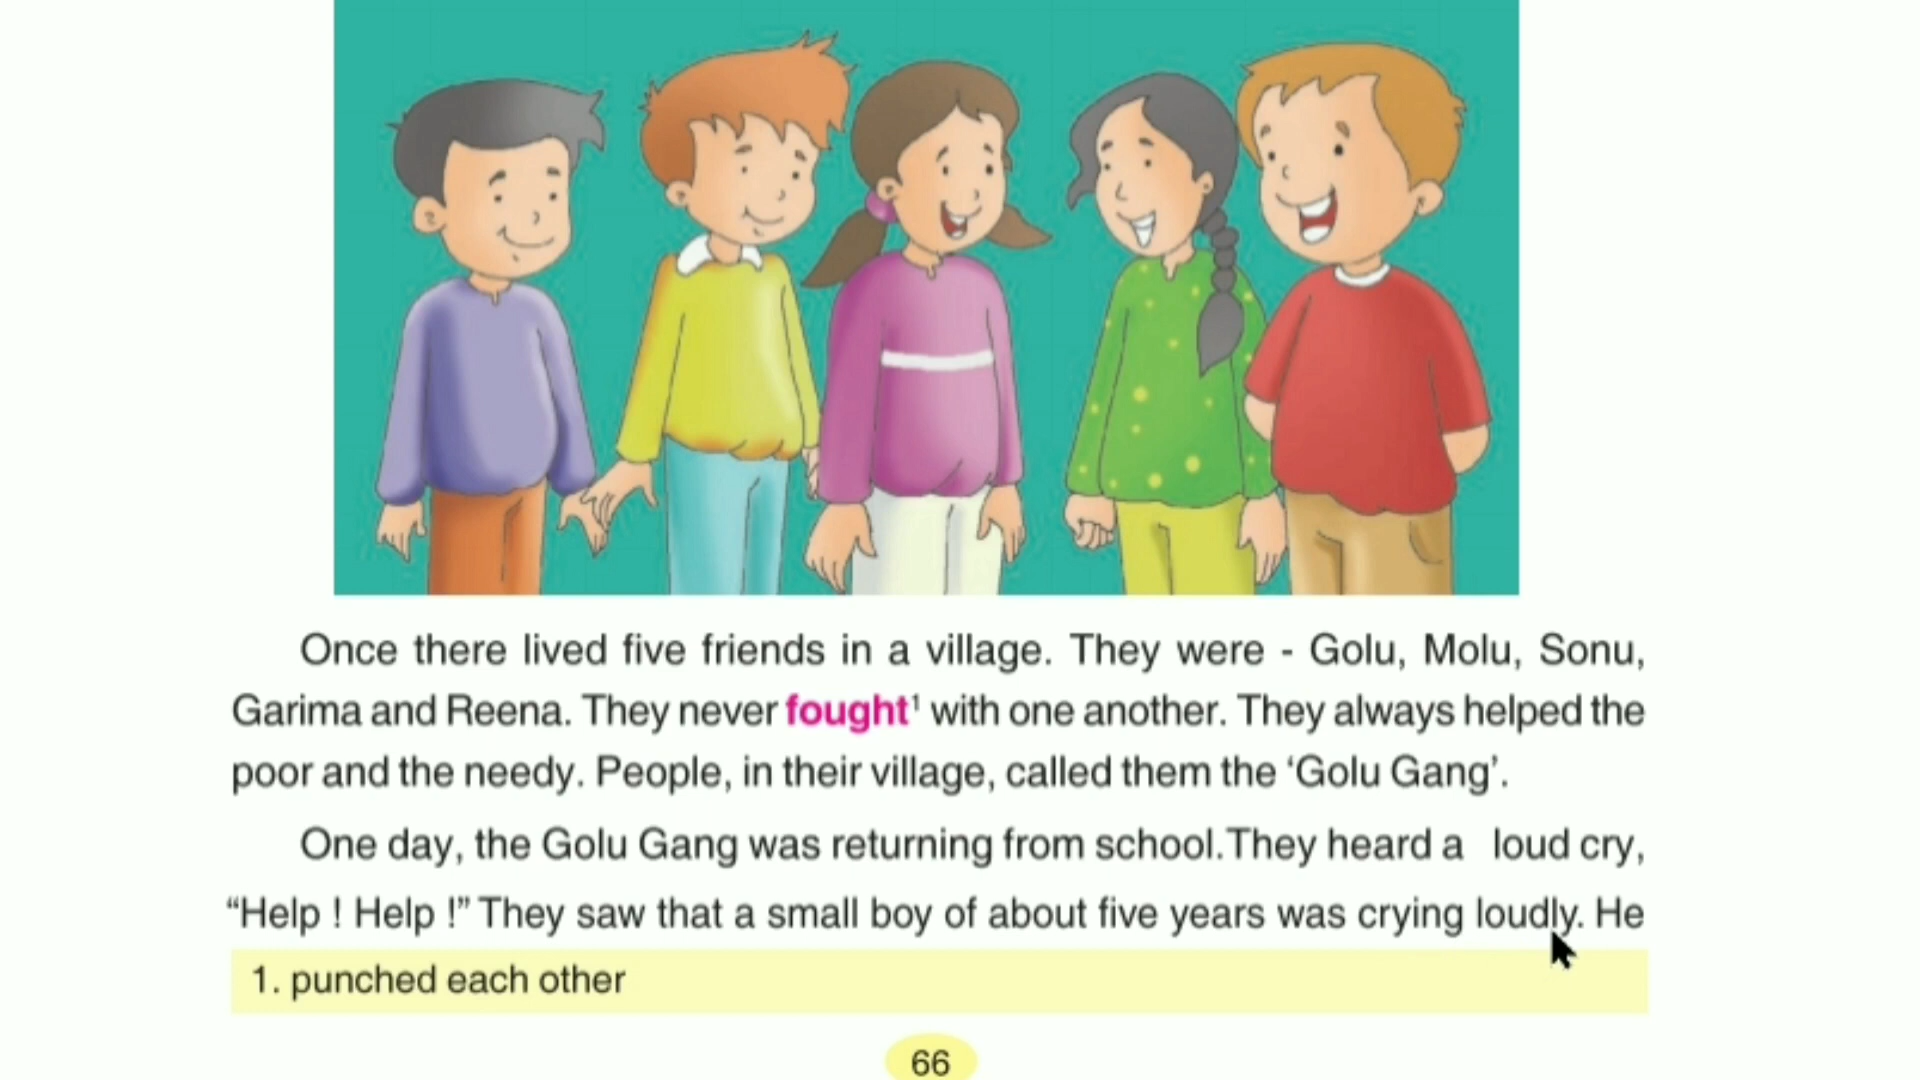 Once there lived five friends in a village. They were - Golu, Molu, Sonu,
Garima and Reena. They never fought¹ with one another. They always helped the
poor and the needy. People, in their village, called them the ‘Golu Gang’.
One day, the Golu Gang was returning from school.They heard a loud cry,
“Help ! Help !” They saw that a small boy of about five years was crying loudly. He
1. punched each other
66